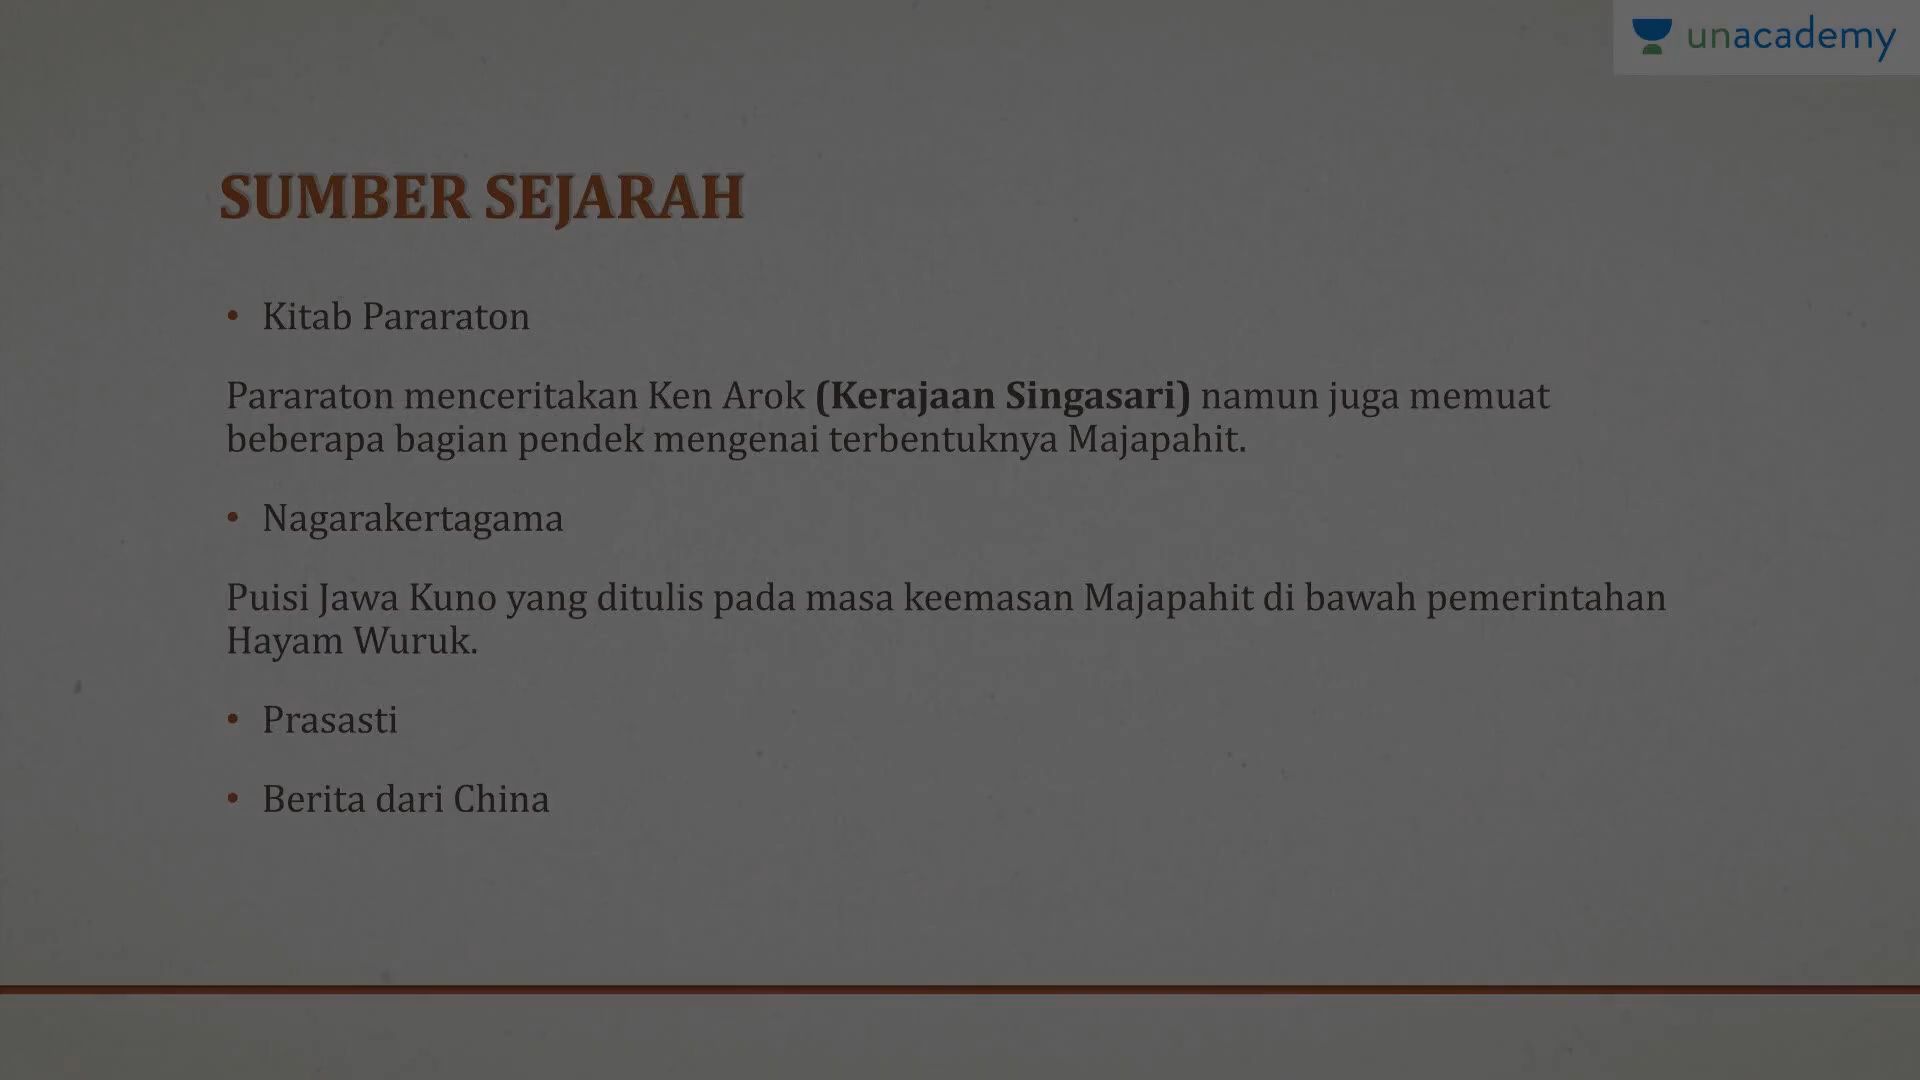 unacademy
SUMBER SEJARAH
• Kitab Pararaton
Pararaton menceritakan Ken Arok (Kerajaan Singasari) namun juga memuat
beberapa bagian pendek mengenai terbentuknya Majapahit.
• Nagarakertagama
Puisi Jawa Kuno yang ditulis pada masa keemasan Majapahit di bawah pemerintahan
Hayam Wuruk.
• Prasasti
• Berita dari China